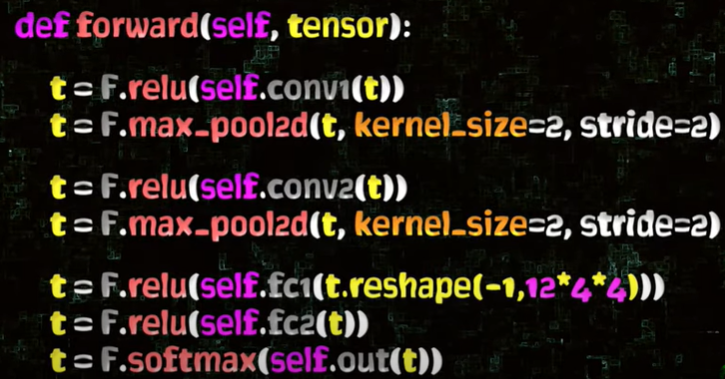 def forward(self, tensor):
t = F.relu(self.conv1(t))
t = F.max_pool2d(t, kernel_size=2, stride=2)
t = F.relu(self.conv2(t))
t = F.max_pool2d(t, kernel_size=2, stride=2)
t = F.relu(self.fc1(t.reshape(-1,12*4*4)))
t = F.relu(self.fc2(t))
t = F.softmax(self.out(t))